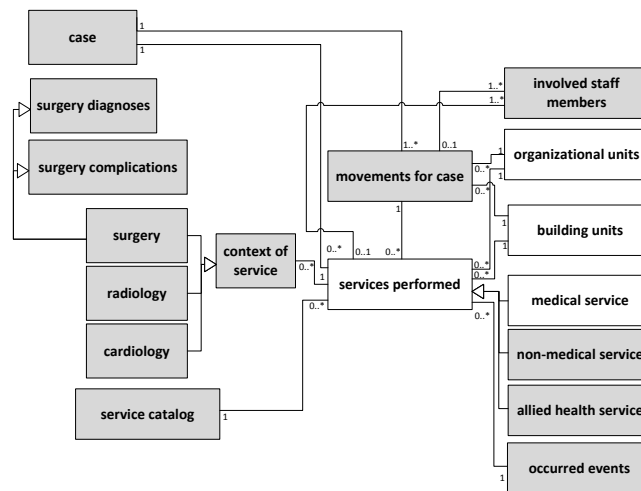 case
1
1
surgery diagnoses
surgery complications
surgery
radiology
cardiology
context of
service
0..*
1
service catalog
1
0..*
0..*
0..1
0..*
services performed
1..*
0..1
movements for case
1
0..*
0..*
1..*
1..*
involved staff
members
1
1
organizational units
1
1
building units
0..*
0..*
0..*
medical service
non-medical service
allied health service
1
occurred events